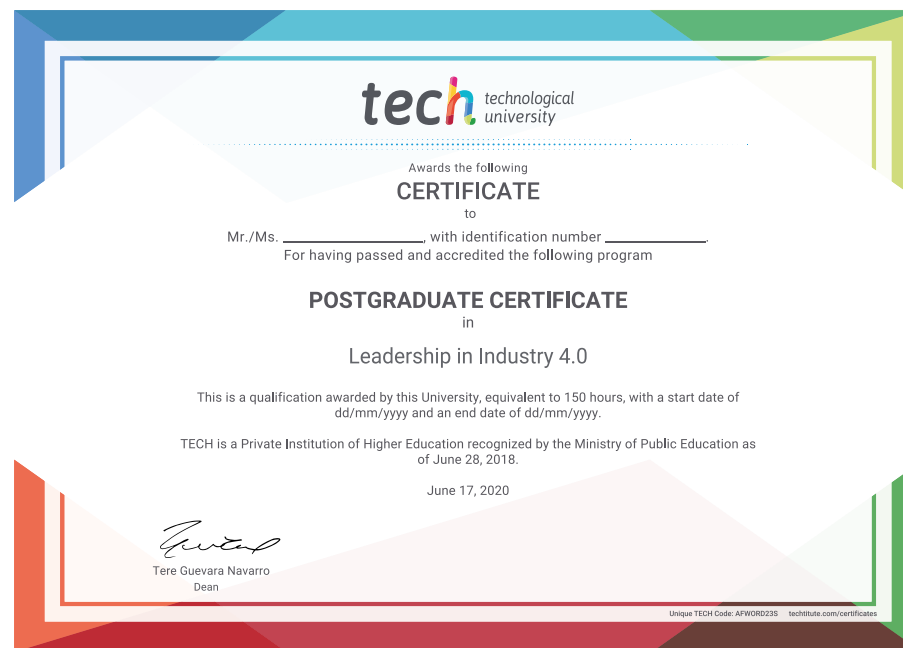 tech technological
university
Awards the following
CERTIFICATE
to
Mr./Ms. ____________________, with identification number ______________.
For having passed and accredited the following program
POSTGRADUATE CERTIFICATE
in
Leadership in Industry 4.0
This is a qualification awarded by this University, equivalent to 150 hours, with a start date of
dd/mm/yyyy and an end date of dd/mm/yyyy.
TECH is a Private Institution of Higher Education recognized by the Ministry of Public Education as
of June 28, 2018.
June 17, 2020
Tere Guevara Navarro
Dean
Unique TECH Code: AFWORD23S techtitute.com/certificates